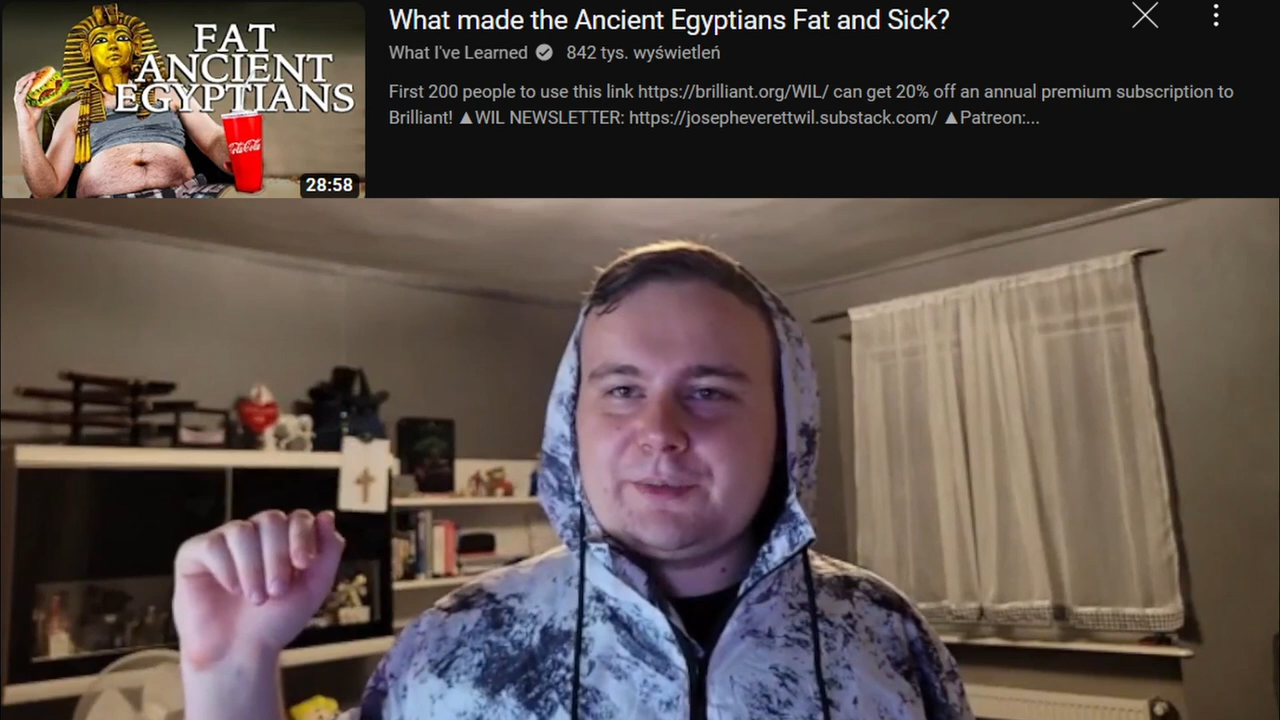 FAT
ANCIENT
EGYPTIANS
CocaCola
28:58
What made the Ancient Egyptians Fat and Sick?
What I've Learned 842 tys. wyświetleń
First 200 people to use this link https://brilliant.org/WIL/ can get 20% off an annual premium subscription to
Brilliant! ▲WIL NEWSLETTER: https://josepheverettwil.substack.com/ ▲Patreon:...